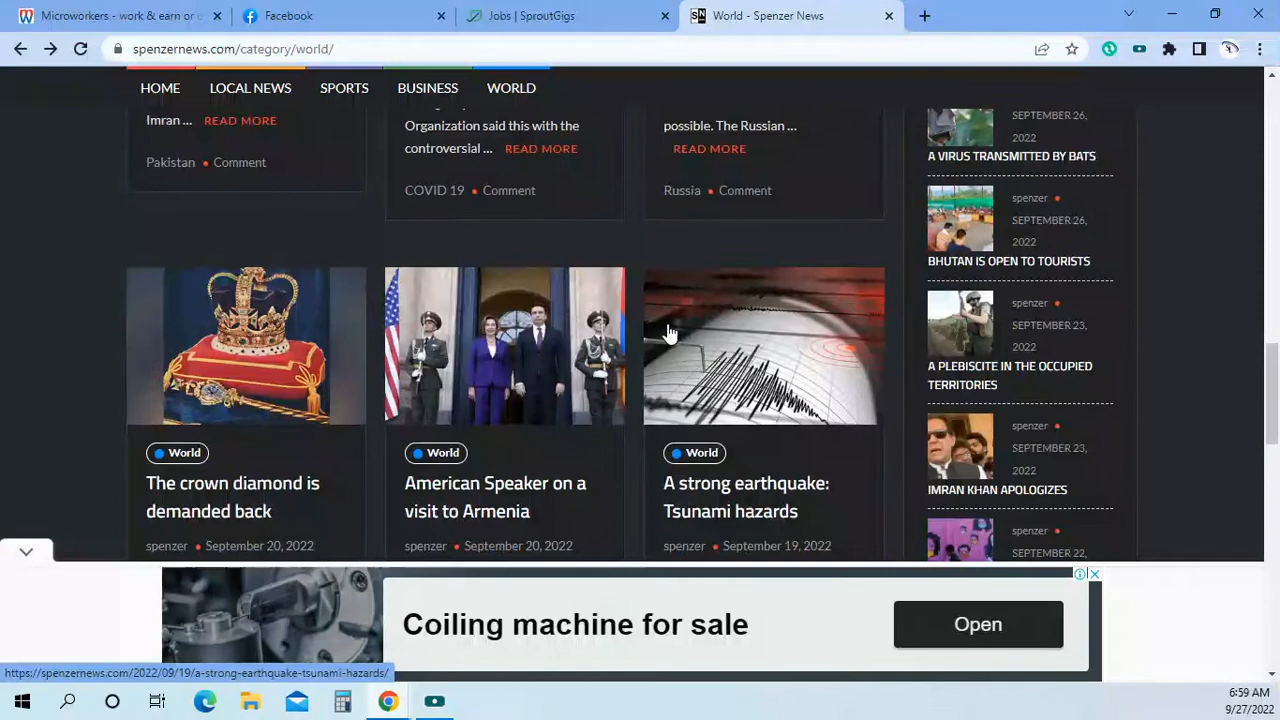 Microworkers - work & earn or c
Facebook
Jobs | SproutGigs
SN World - Spenzer News
spenzernews.com/category/world/
HOME LOCAL NEWS SPORTS BUSINESS WORLD
Imran ... READ MORE
Pakistan • Comment
Organization said this with the
controversial ... READ MORE
COVID 19 • Comment
possible. The Russian ...
READ MORE
Russia • Comment
World
The crown diamond is
demanded back
spenzer • September 20, 2022
World
American Speaker on a
visit to Armenia
spenzer • September 20, 2022
World
A strong earthquake:
Tsunami hazards
spenzer • September 19, 2022
SEPTEMBER 26,
2022
A VIRUS TRANSMITTED BY BATS
spenzer •
SEPTEMBER 26,
2022
BHUTAN IS OPEN TO TOURISTS
spenzer •
SEPTEMBER 23,
2022
A PLEBISCITE IN THE OCCUPIED
TERRITORIES
spenzer •
SEPTEMBER 23,
2022
IMRAN KHAN APOLOGIZES
spenzer •
SEPTEMBER 22,
Coiling machine for sale
Open
https://spenzernews.com/2022/09/19/a-strong-earthquake-tsunami-hazards/
6:59 AM
9/27/2022